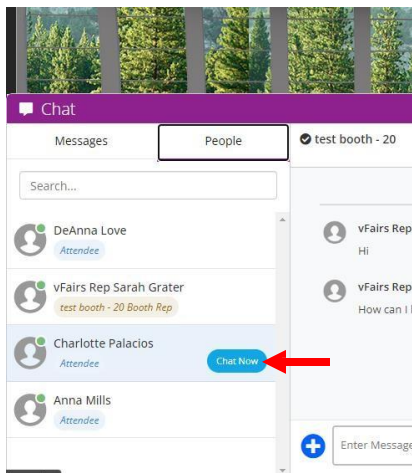 Chat
Messages
People
Search...
DeAnna Love
Attendee
vFairs Rep Sarah Grater
test booth - 20 Booth Rep
Charlotte Palacios
Attendee
Chat Now
Anna Mills
Attendee
test booth - 20
vFairs Rep
Hi
vFairs Rep
How can I
Enter Message